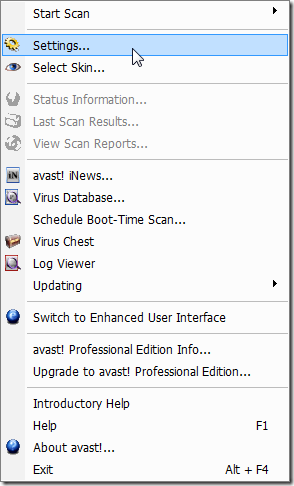 Start Scan
Settings...
Select Skin...
Status Information...
Last Scan Results...
View Scan Reports...
iN avast! iNews...
Virus Database...
Schedule Boot-Time Scan...
Virus Chest
Log Viewer
Updating
Switch to Enhanced User Interface
avast! Professional Edition Info...
Upgrade to avast! Professional Edition...
Introductory Help
Help F1
About avast!...
Exit Alt + F4